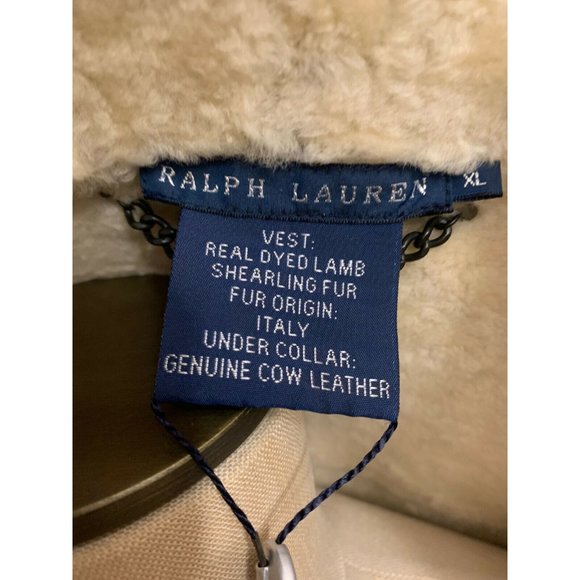 RALPH LAUREN XL
VEST:
REAL DYED LAMB
SHEARLING FUR
FUR ORIGIN:
ITALY
UNDER COLLAR:
GENUINE COW LEATHER